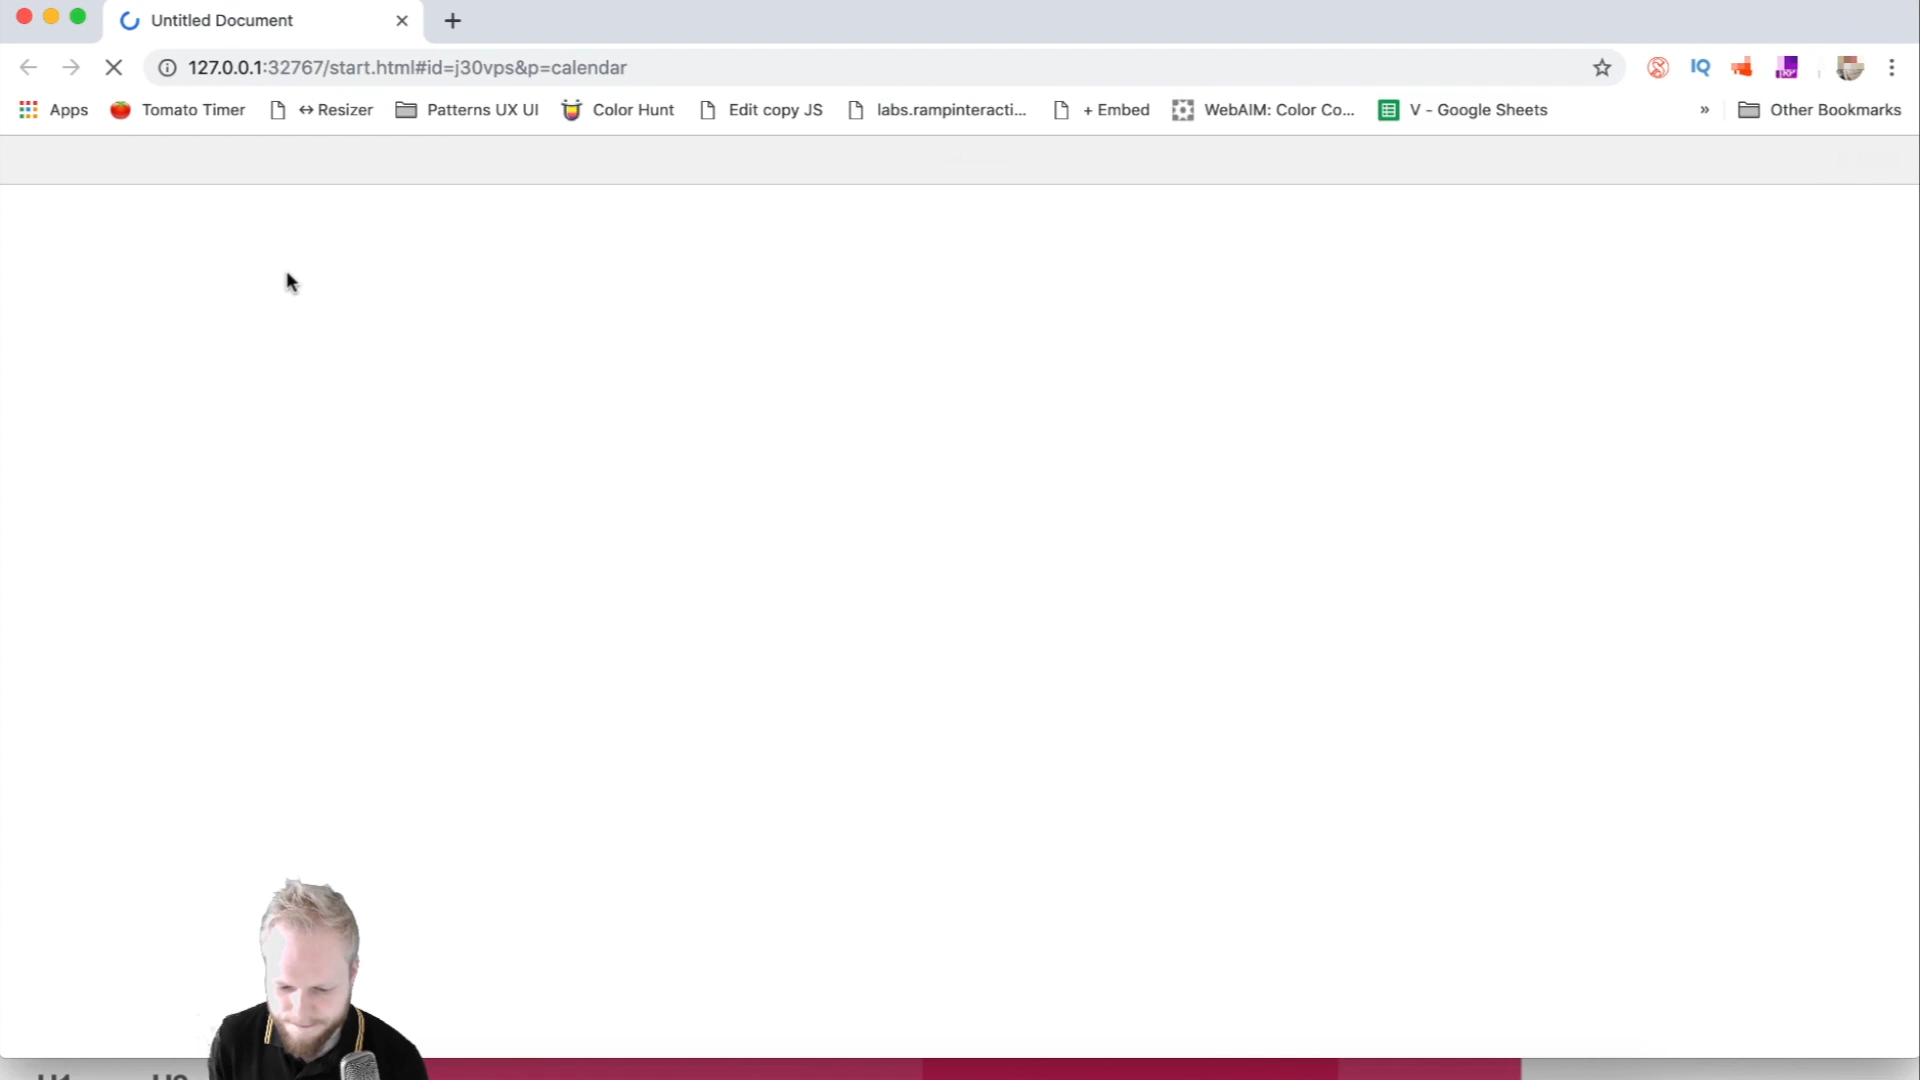 Untitled Document
127.0.0.1:32767/start.html#id=j30vps&p=calendar
IQ
Apps Tomato Timer ↔ Resizer Patterns UX UI Color Hunt Edit copy JS labs.rampinteracti... + Embed WebAIM: Color Co... V - Google Sheets » Other Bookmarks